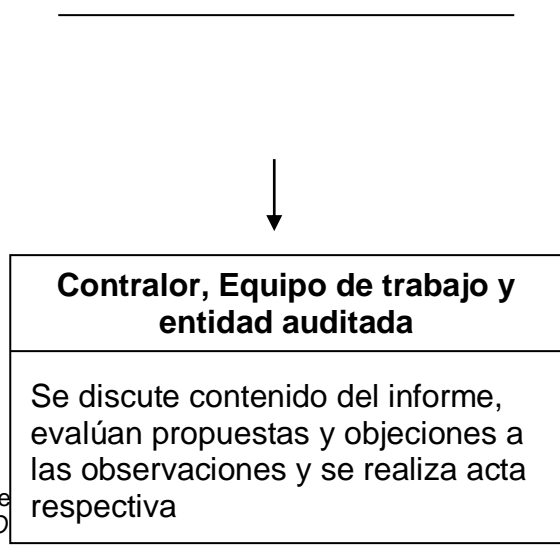 Contralor, Equipo de trabajo y
entidad auditada
Se discute contenido del informe,
evalúan propuestas y objeciones a
las observaciones y se realiza acta
respectiva